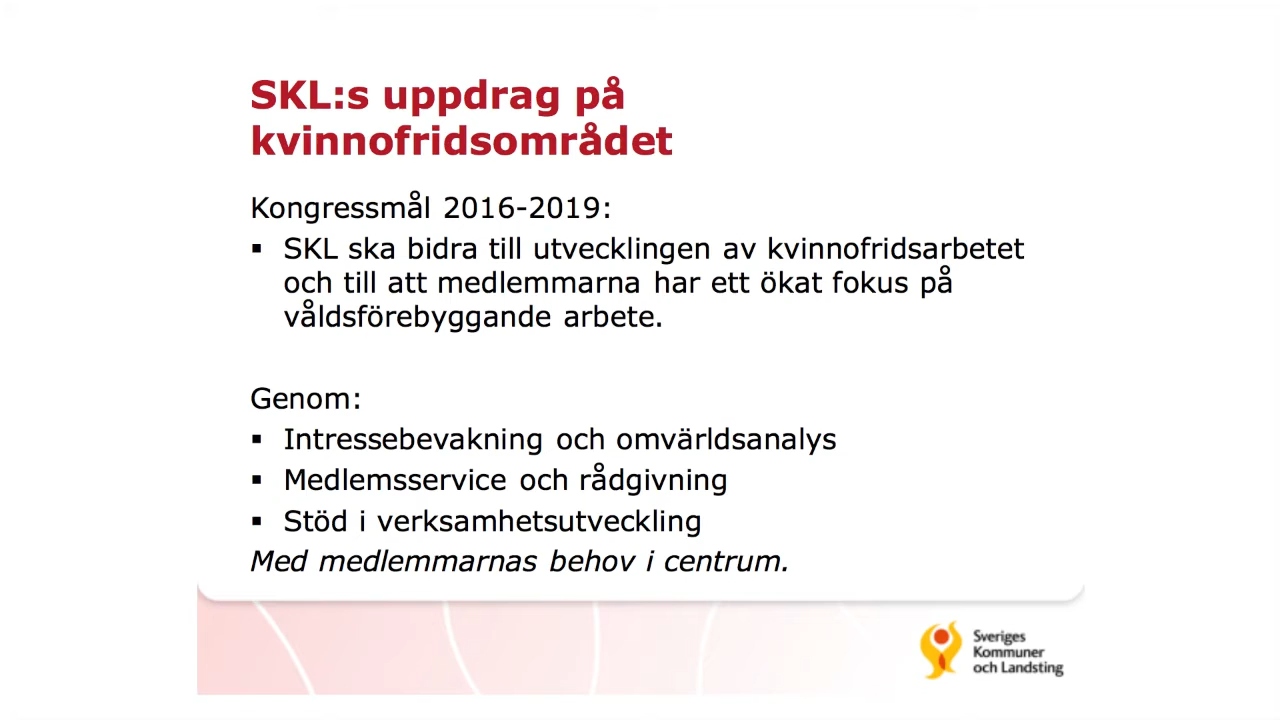 SKL:s uppdrag på
kvinnofridsområdet
Kongressmål 2016-2019:
▪ SKL ska bidra till utvecklingen av kvinnofridsarbetet
och till att medlemmarna har ett ökat fokus på
våldsförebyggande arbete.
Genom:
▪ Intressebevakning och omvärldsanalys
▪ Medlemsservice och rådgivning
▪ Stöd i verksamhetsutveckling
Med medlemmarnas behov i centrum.
Sveriges
Kommuner
och Landsting